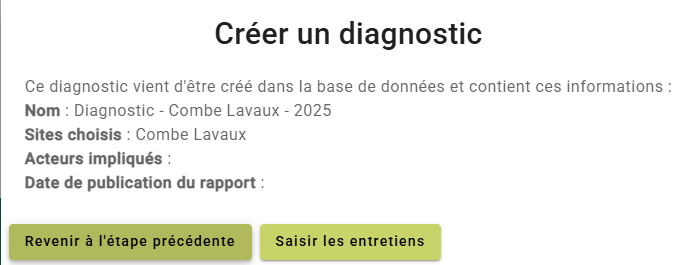 Créer un diagnostic
Ce diagnostic vient d'être créé dans la base de données et contient ces informations :
Nom : Diagnostic - Combe Lavaux - 2025
Sites choisis : Combe Lavaux
Acteurs impliqués :
Date de publication du rapport :
Revenir à l'étape précédente
Saisir les entretiens